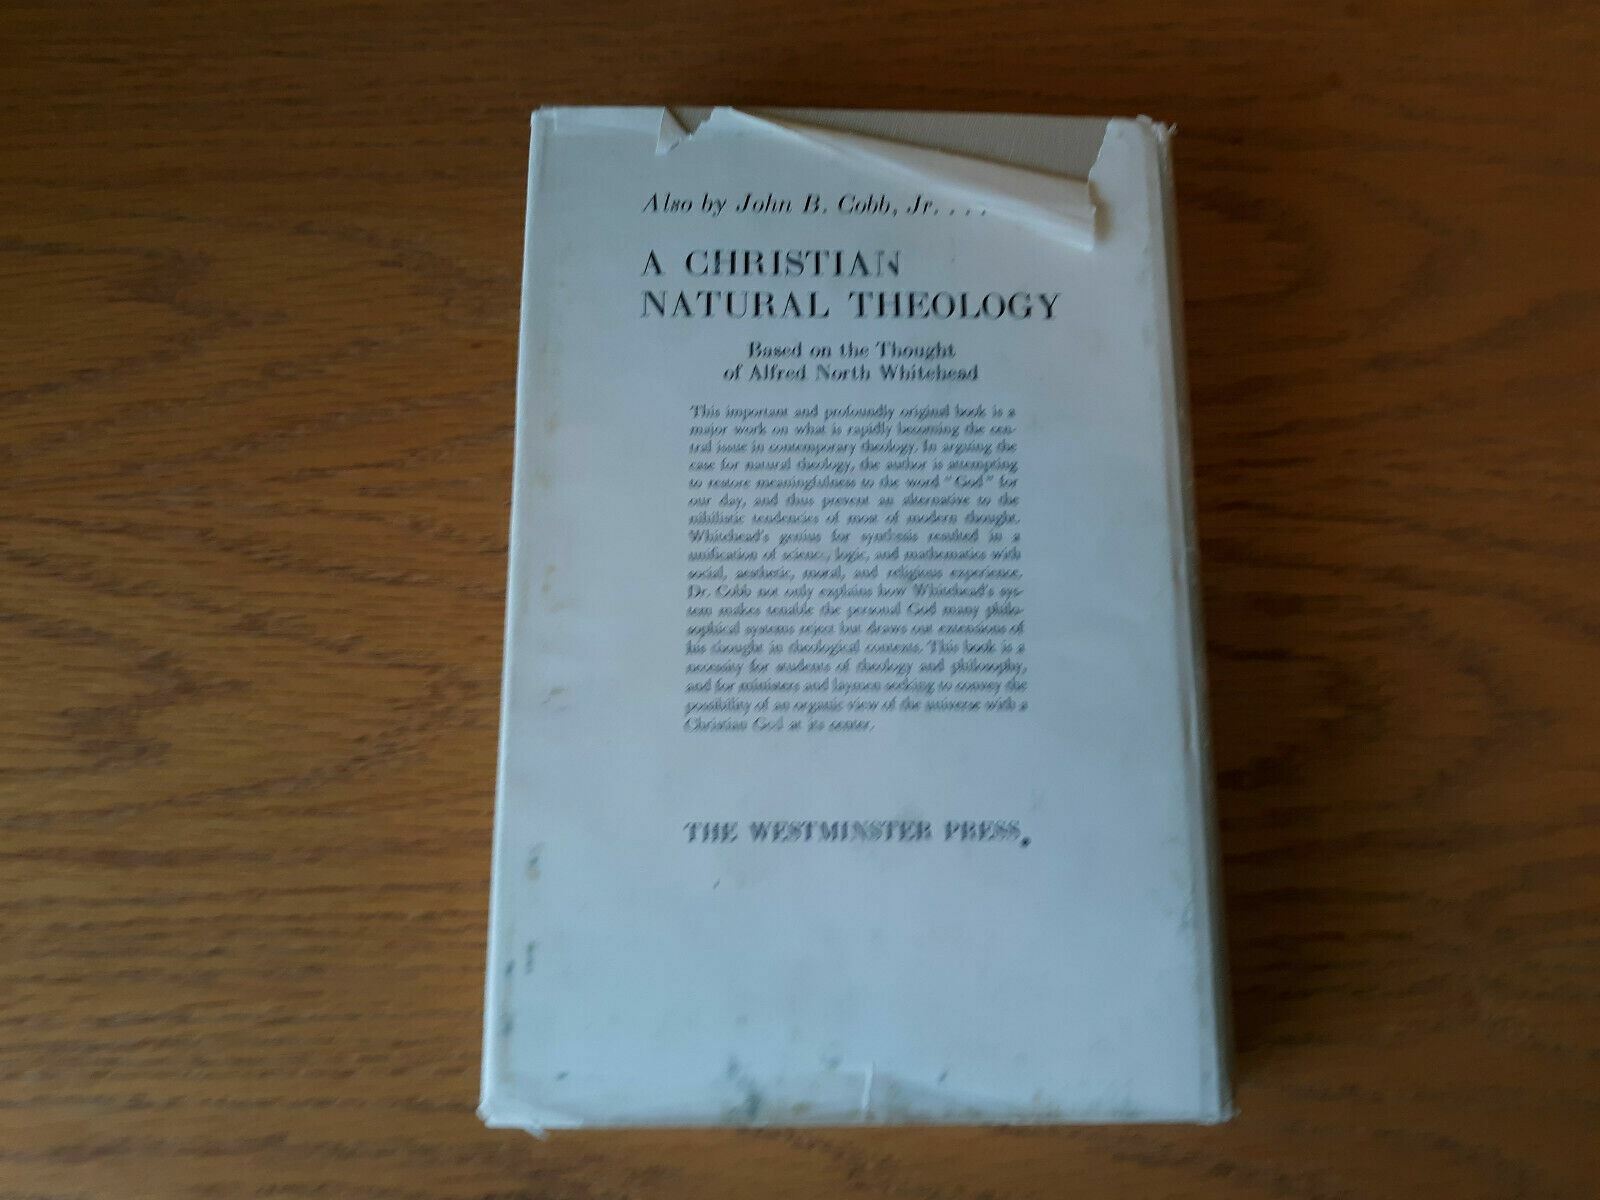 Also by John B. Cobb, Jr. . . .
A CHRISTIAN
NATURAL THEOLOGY
Based on the Thought
of Alfred North Whitehead
This important and profoundly original book is a
major work on what is rapidly becoming the cen-
tral issue in contemporary theology. In arguing the
case for natural theology, the author is attempting
to restore meaningfulness to the word "God" for
our day, and thus prevent an alternative to the
nihilistic tendencies of most of modern thought.
Whitehead's genius for synthesis resulted in a
unification of science, logic, and mathematics with
social, aesthetic, moral, and religious experience.
Dr. Cobb not only explains how Whitehead's sys-
tem makes tenable the personal God many philo-
sophical systems reject but draws out extensions of
his thought in theological contexts. This book is a
necessity for students of theology and philosophy,
and for ministers and laymen seeking to convey the
possibility of an organic view of the universe with a
Christian God at its center.
THE WESTMINSTER PRESS